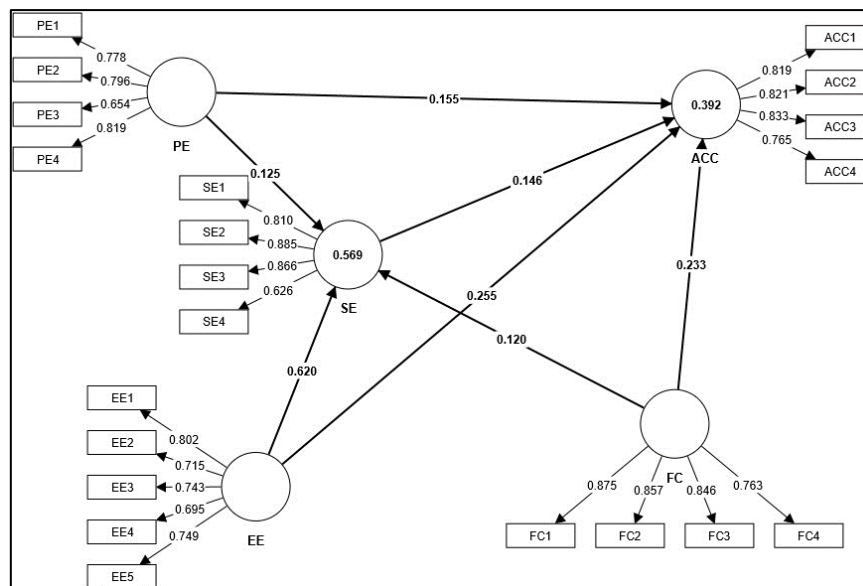 PE1
PE2
PE3
PE4
0.778
0.796
0.654
0.819
PE
0.155
0.392
ACC
ACC1
ACC2
ACC3
ACC4
0.819
0.821
0.833
0.765
0.125
0.146
SE1
SE2
SE3
SE4
0.810
0.885
0.866
0.626
0.569
SE
0.233
0.255
0.120
0.620
EE1
EE2
EE3
EE4
EE5
0.802
0.715
0.743
0.695
0.749
EE
FC
0.875
0.857
0.846
0.763
FC1
FC2
FC3
FC4